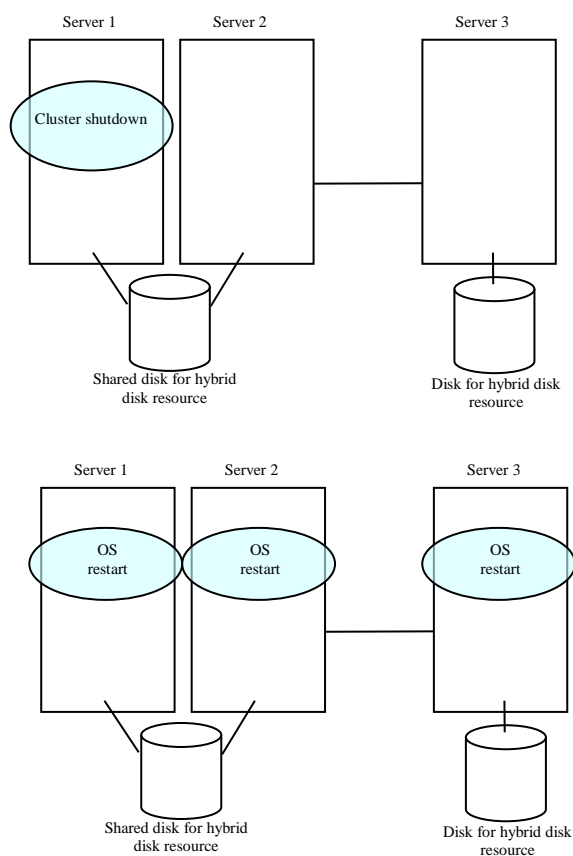 Server 1
Server 2
Server 3
Cluster shutdown
Shared disk for hybrid
disk resource
Disk for hybrid disk
resource
Server 1
Server 2
Server 3
OS
restart
OS
restart
OS
restart
Shared disk for hybrid
disk resource
Disk for hybrid disk
resource